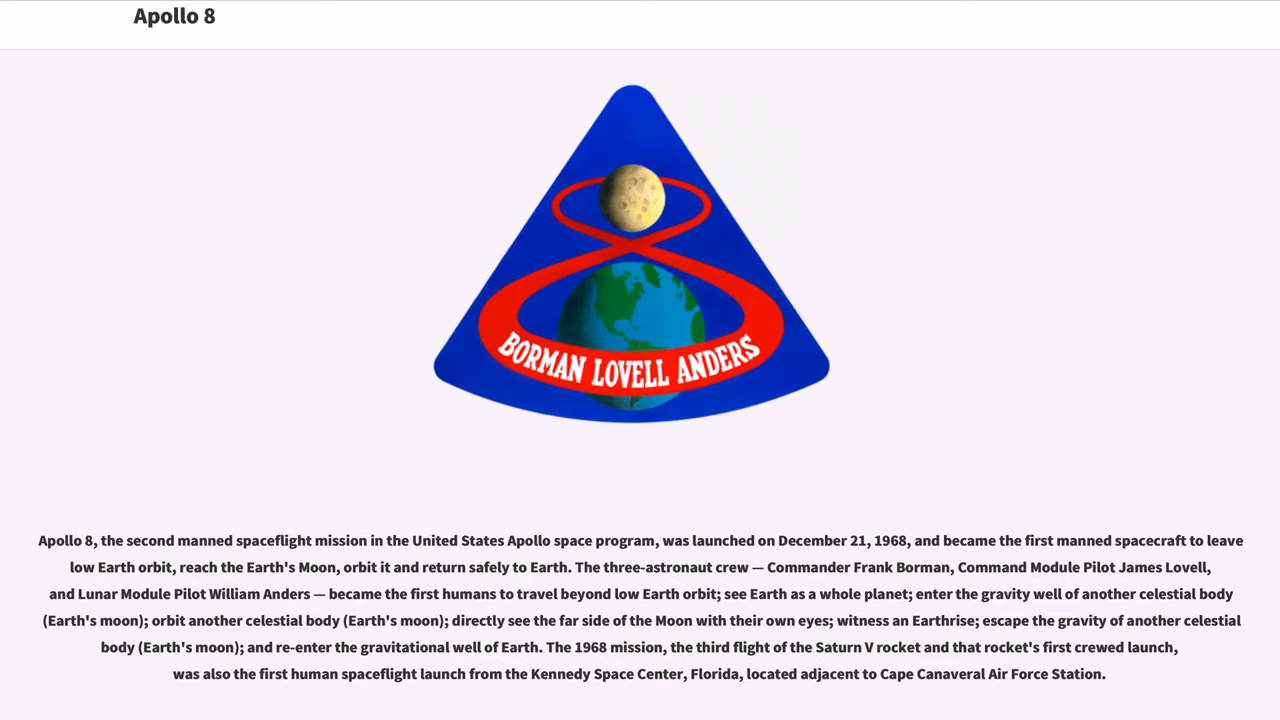 Apollo 8
BORMAN LOVELL ANDERS
Apollo 8, the second manned spaceflight mission in the United States Apollo space program, was launched on December 21, 1968, and became the first manned spacecraft to leave
low Earth orbit, reach the Earth's Moon, orbit it and return safely to Earth. The three-astronaut crew — Commander Frank Borman, Command Module Pilot James Lovell,
and Lunar Module Pilot William Anders — became the first humans to travel beyond low Earth orbit; see Earth as a whole planet; enter the gravity well of another celestial body
(Earth's moon); orbit another celestial body (Earth's moon); directly see the far side of the Moon with their own eyes; witness an Earthrise; escape the gravity of another celestial
body (Earth's moon); and re-enter the gravitational well of Earth. The 1968 mission, the third flight of the Saturn V rocket and that rocket's first crewed launch,
was also the first human spaceflight launch from the Kennedy Space Center, Florida, located adjacent to Cape Canaveral Air Force Station.